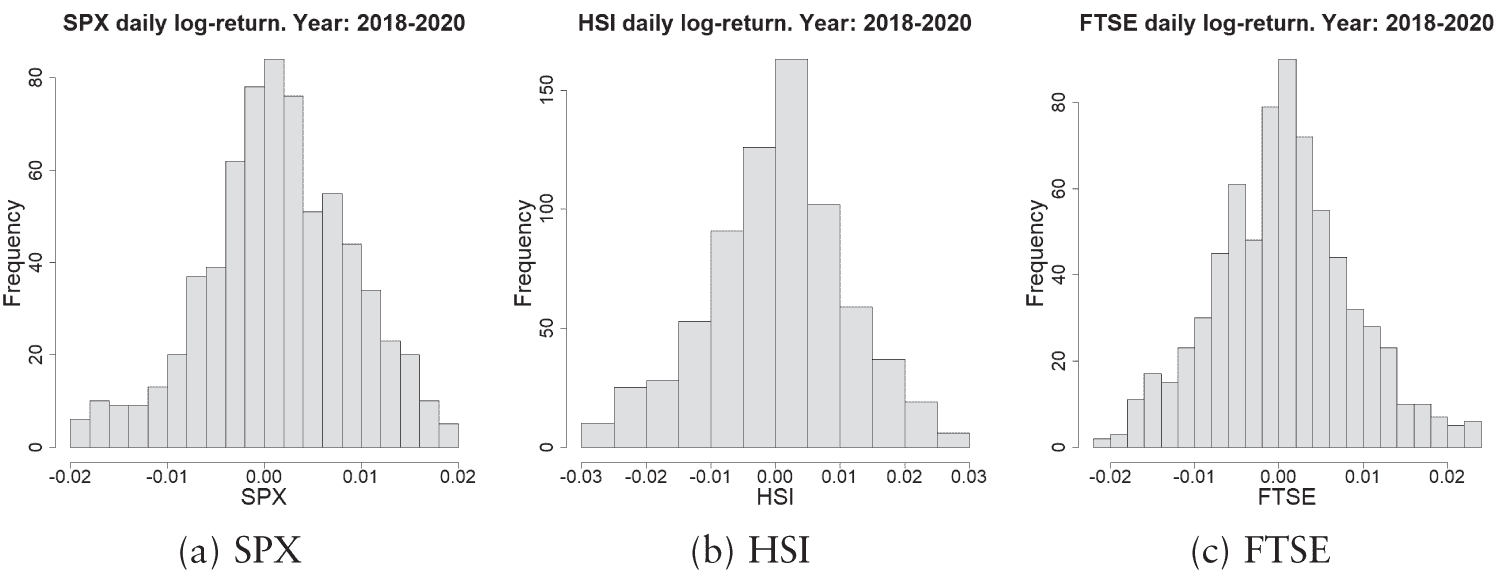 SPX daily log-return. Year: 2018-2020
Frequency
0 20 40 60 80
-0.02 -0.01 0.00 0.01 0.02
SPX
(a) SPX
HSI daily log-return. Year: 2018-2020
Frequency
0 50 100 150
-0.03 -0.02 -0.01 0.00 0.01 0.02 0.03
HSI
(b) HSI
FTSE daily log-return. Year: 2018-2020
Frequency
0 20 40 60 80
-0.02 -0.01 0.00 0.01 0.02
FTSE
(c) FTSE